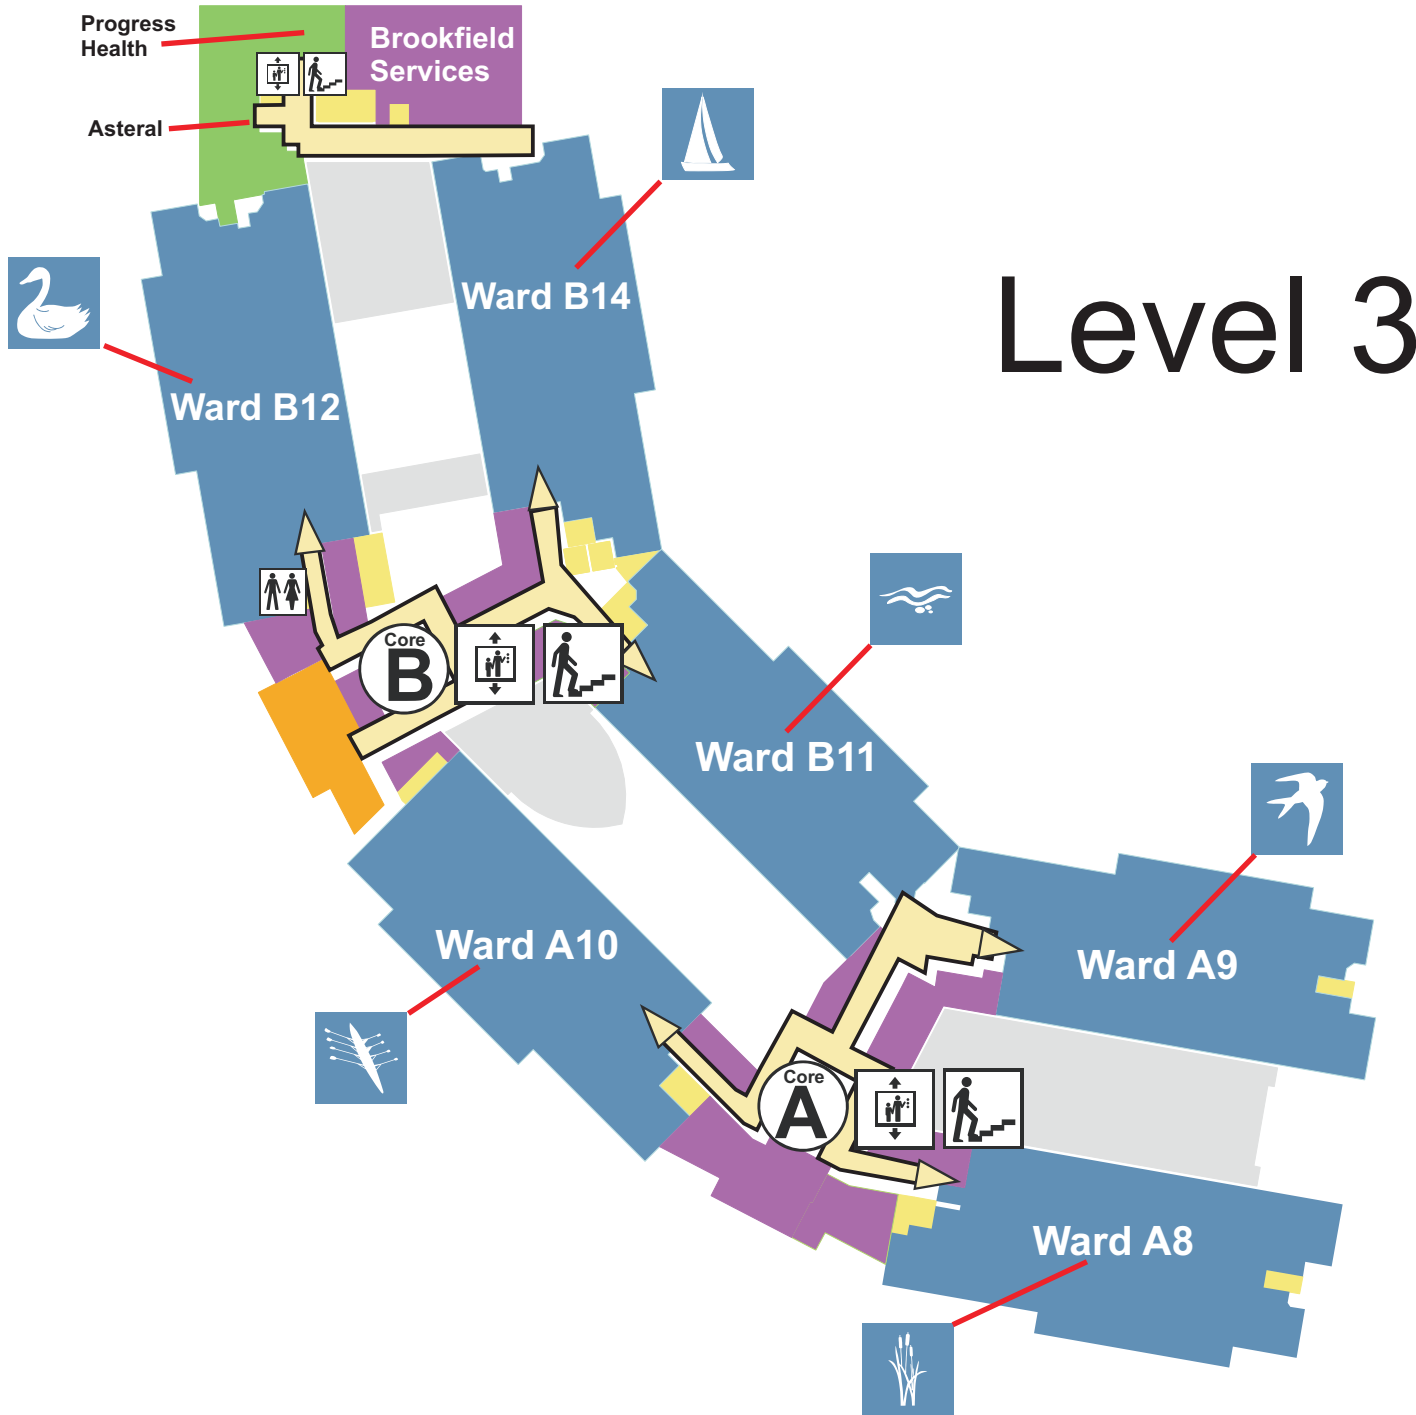 Progress
Health
Brookfield
Services
Asteral
Ward B14
Level 3
Ward B12
Core
B
Ward B11
Ward A10
Ward A9
Core
A
Ward A8